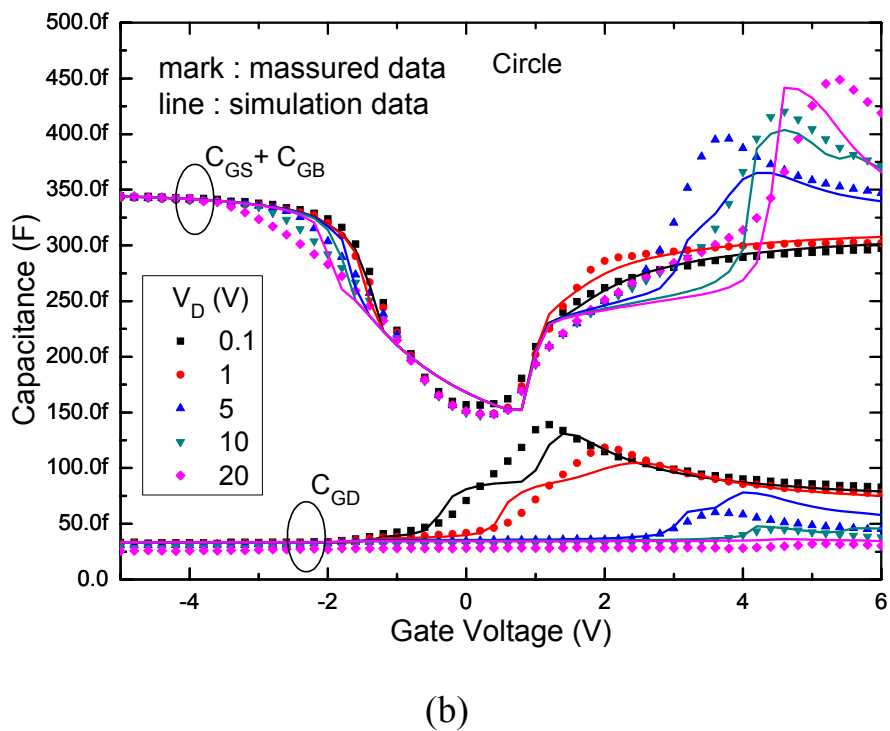 500.0f
450.0f
400.0f
350.0f
300.0f
250.0f
200.0f
150.0f
100.0f
50.0f
0.0
Capacitance (F)
mark : massured data
line : simulation data
Circle
C_GS + C_GB
V_D (V)
0.1
1
5
10
20
C_GD
-4 -2 0 2 4 6
Gate Voltage (V)
(b)